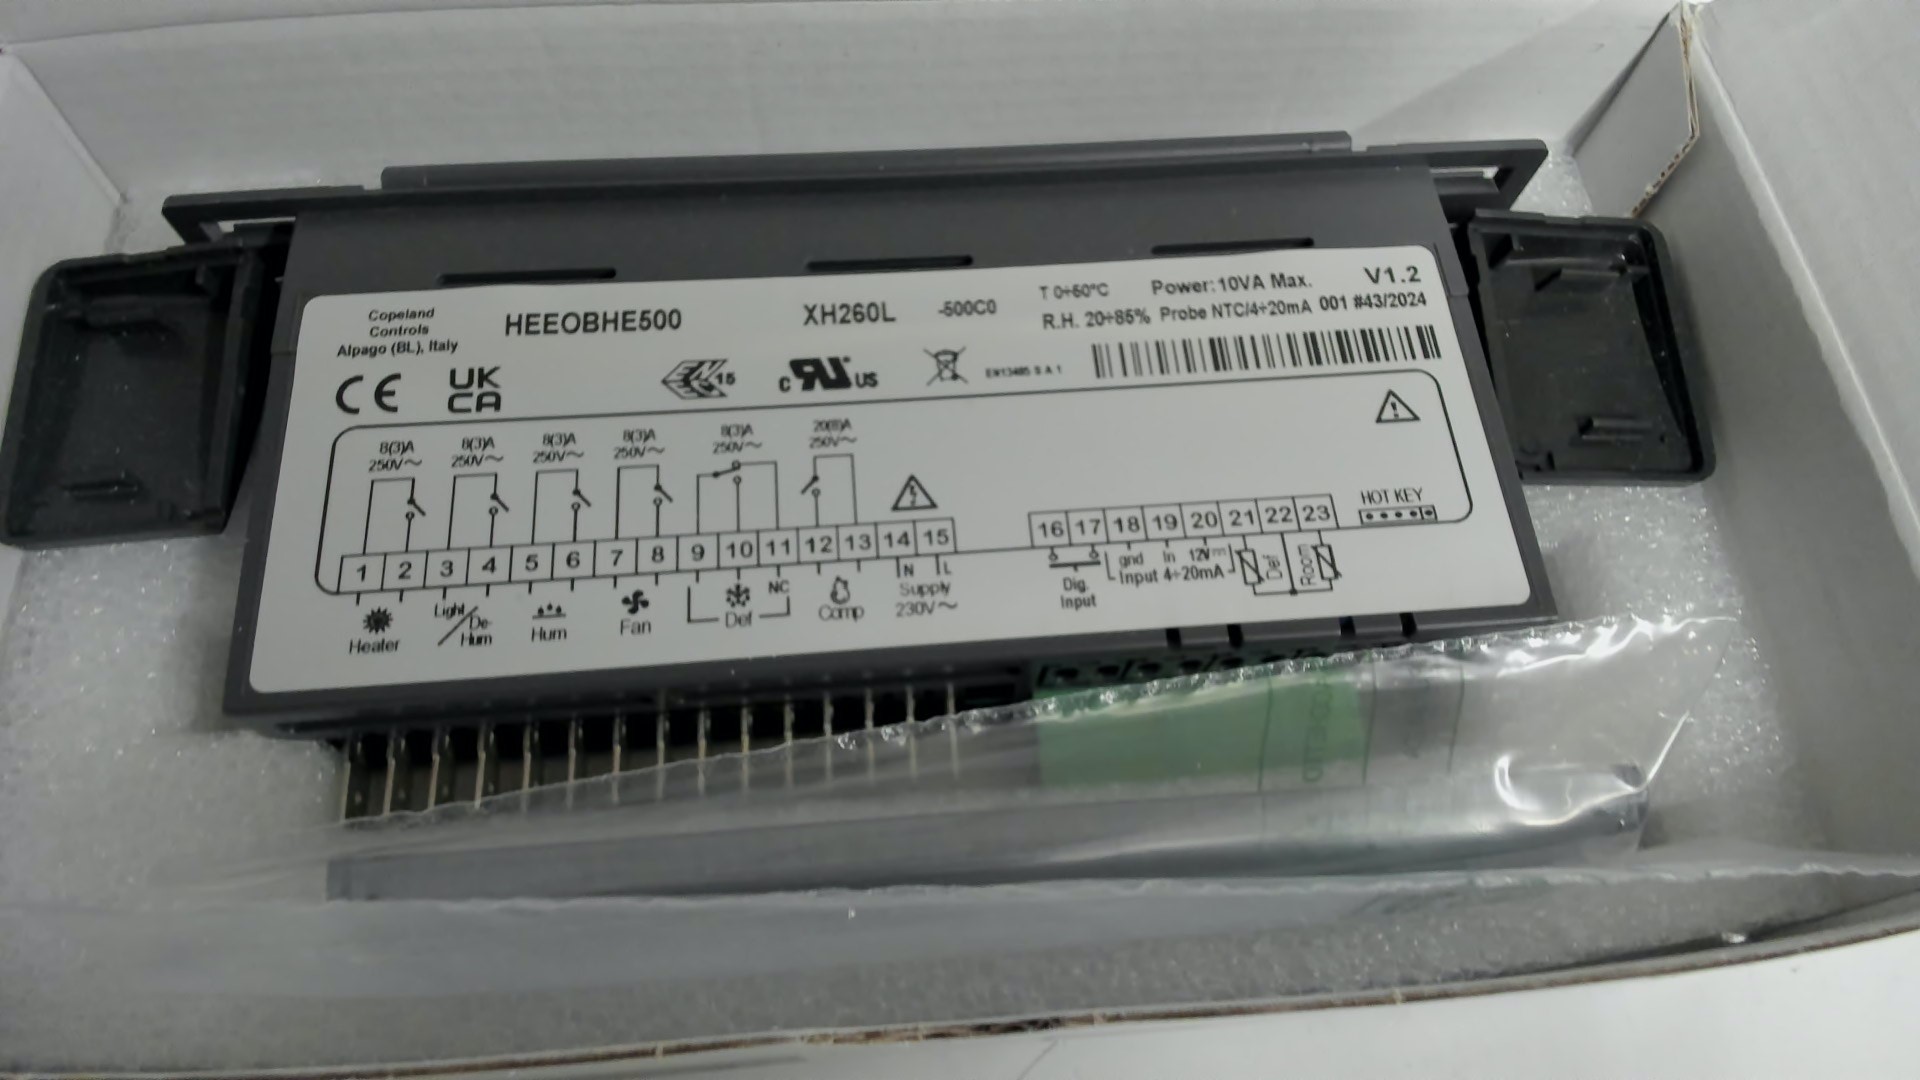 Copeland
Controls
Alpago (BL), Italy
HEEOBHE500
XH260L
-500C0
T 0÷60°C
Power: 10VA Max.
V1.2
R.H. 20÷85%
Probe NTC/4÷20mA
001 #43/2024
CE
UK
CA
15
c RU US
EN13485 S A 1
8(3)A
250V~
8(3)A
250V~
8(3)A
250V~
8(3)A
250V~
8(3)A
250V~
20(8)A
250V~
HOT KEY
1 2 3 4 5 6 7 8 9 10 11 12 13 14 15
16 17 18 19 20 21 22 23
Heater
Light/
De-
Hum
Hum
Fan
Def
NC
Comp
N L
Supply
230V~
Dig.
Input
gnd In 12V
Input 4÷20mA
Def
Room